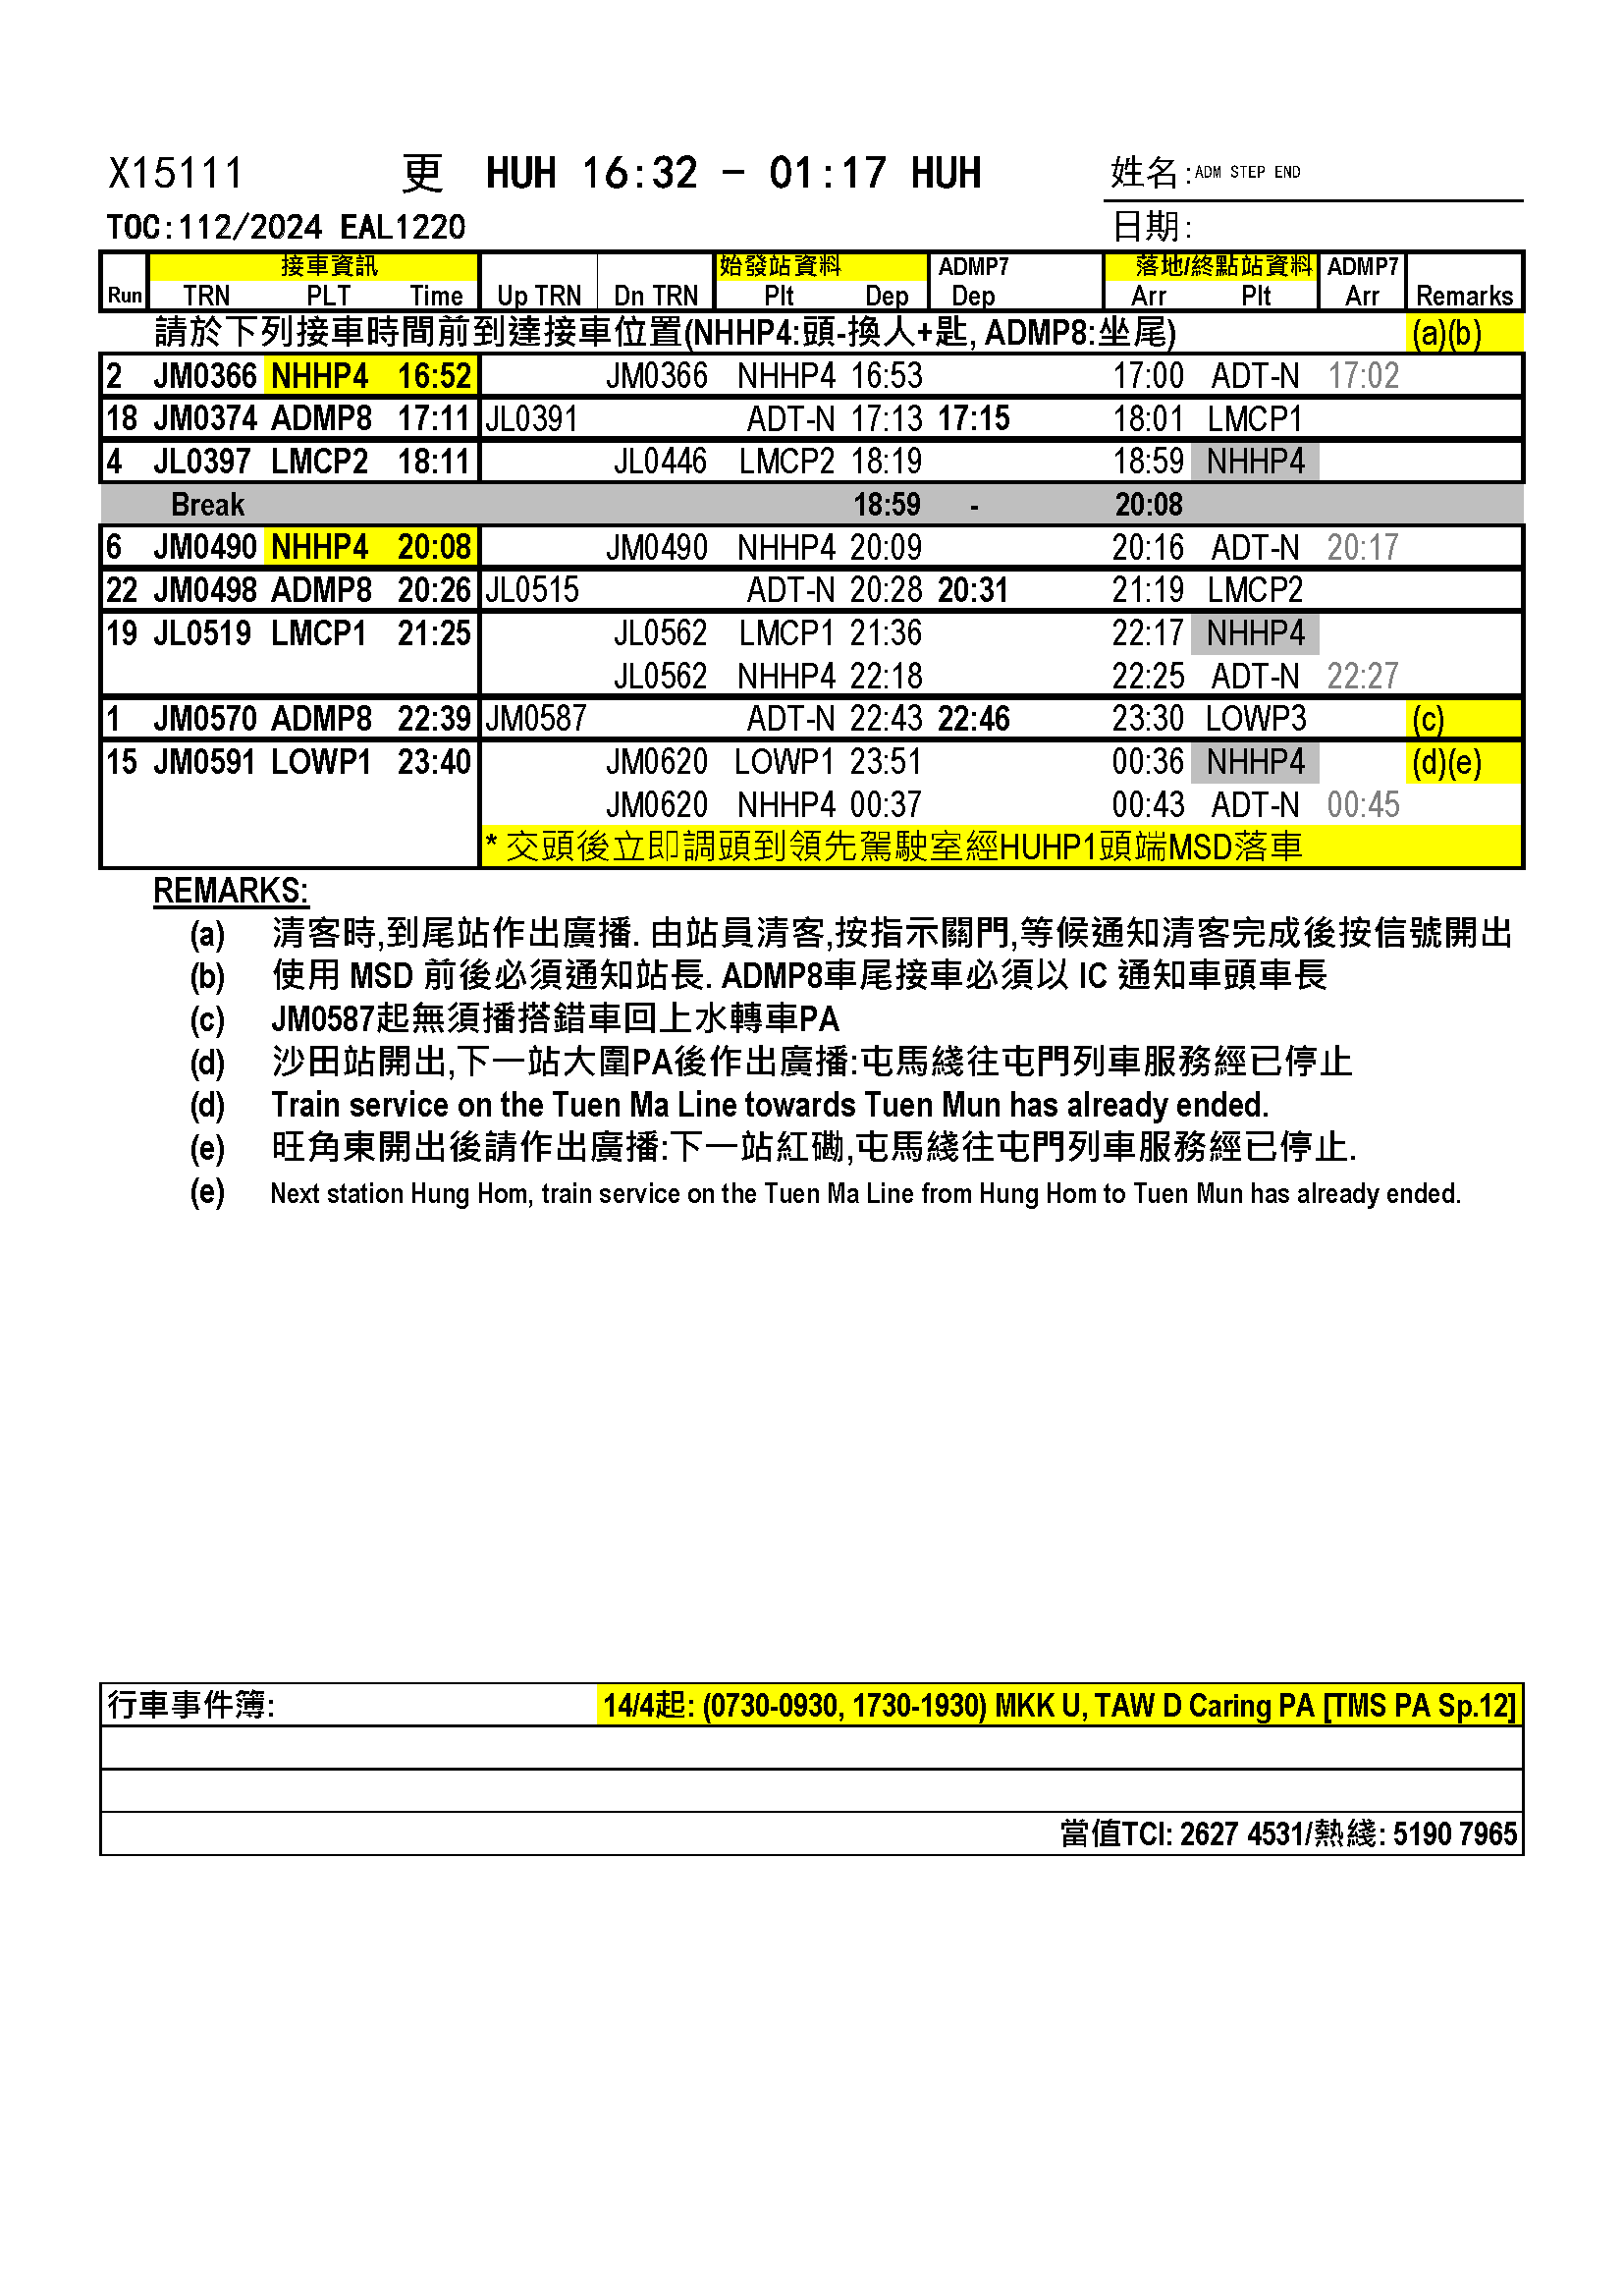 X15111 更 HUH 16:32 - 01:17 HUH 姓名:ADM STEP END
TOC:112/2024 EAL1220 日期:
接車資訊 始發站資料 ADMP7 落地/終點站資料 ADMP7
Run TRN PLT Time Up TRN Dn TRN Plt Dep Dep Arr Plt Arr Remarks
請於下列接車時間前到達接車位置(NHHP4:頭-換人+匙, ADMP8:坐尾) (a)(b)
2 JM0366 NHHP4 16:52 JM0366 NHHP4 16:53 17:00 ADT-N 17:02
18 JM0374 ADMP8 17:11 JL0391 ADT-N 17:13 17:15 18:01 LMCP1
4 JL0397 LMCP2 18:11 JL0446 LMCP2 18:19 18:59 NHHP4
Break 18:59 - 20:08
6 JM0490 NHHP4 20:08 JM0490 NHHP4 20:09 20:16 ADT-N 20:17
22 JM0498 ADMP8 20:26 JL0515 ADT-N 20:28 20:31 21:19 LMCP2
19 JL0519 LMCP1 21:25 JL0562 LMCP1 21:36 22:17 NHHP4
JL0562 NHHP4 22:18 22:25 ADT-N 22:27
1 JM0570 ADMP8 22:39 JM0587 ADT-N 22:43 22:46 23:30 LOWP3 (c)
15 JM0591 LOWP1 23:40 JM0620 LOWP1 23:51 00:36 NHHP4 (d)(e)
JM0620 NHHP4 00:37 00:43 ADT-N 00:45
* 交頭後立即調頭到領先駕駛室經HUHP1頭端MSD落車
REMARKS:
(a) 清客時,到尾站作出廣播. 由站員清客,按指示關門,等候通知清客完成後按信號開出
(b) 使用 MSD 前後必須通知站長. ADMP8車尾接車必須以 IC 通知車頭車長
(c) JM0587起無須播搭錯車回上水轉車PA
(d) 沙田站開出,下一站大圍PA後作出廣播:屯馬綫往屯門列車服務經已停止
(d) Train service on the Tuen Ma Line towards Tuen Mun has already ended.
(e) 旺角東開出後請作出廣播:下一站紅磡,屯馬綫往屯門列車服務經已停止.
(e) Next station Hung Hom, train service on the Tuen Ma Line from Hung Hom to Tuen Mun has already ended.
行車事件簿: 14/4起: (0730-0930, 1730-1930) MKK U, TAW D Caring PA [TMS PA Sp.12]
當值TCI: 2627 4531/熱綫: 5190 7965